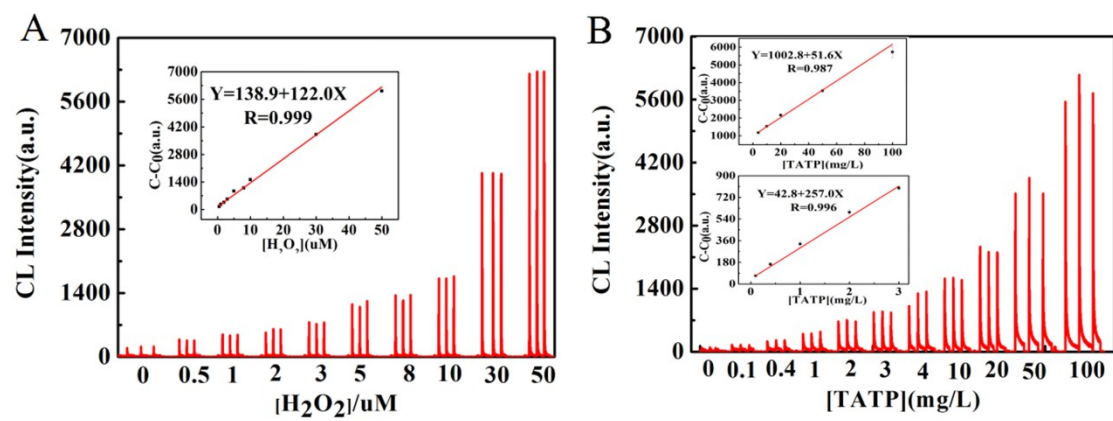 A
7000
5600
4200
2800
1400
0
CL Intensity(a.u.)
0 0.5 1 2 3 5 8 10 30 50
[H2O2]/uM
7000
5600
4200
2800
1400
0
C-C0(a.u.)
Y=138.9+122.0X
R=0.999
0 10 20 30 40 50
[H2O2](uM)
B
7000
5600
4200
2800
1400
0
CL Intensity(a.u.)
0 0.1 0.4 1 2 3 4 10 20 50 100
[TATP](mg/L)
6000
5000
4000
3000
2000
1000
C-C0(a.u.)
Y=1002.8+51.6X
R=0.987
0 20 40 60 80 100
[TATP](mg/L)
900
720
540
360
180
0
C-C0(a.u.)
Y=42.8+257.0X
R=0.996
0 1 2 3
[TATP](mg/L)